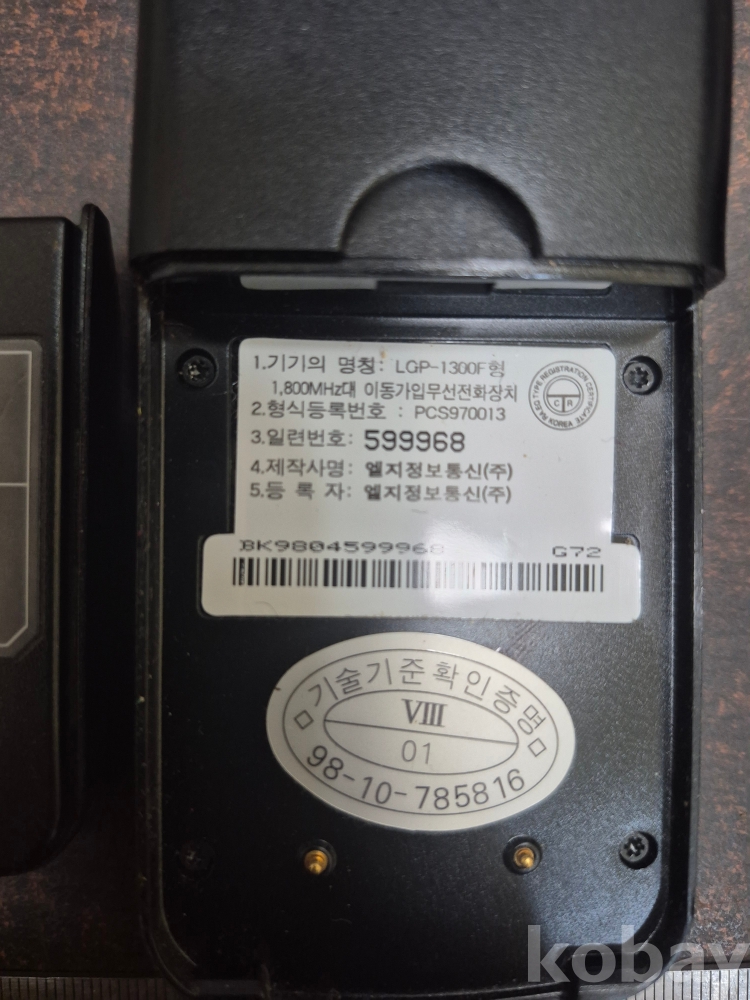 1.기기의 명칭: LGP-1300F형
1,800MHz대 이동가입무선전화장치
2.형식등록번호 : PCS970013
3.일련번호: 599968
4.제작사명: 엘지정보통신(주)
5.등 록 자: 엘지정보통신(주)
TYPE REGISTRATION CERTIFICATE
C R
KOREA
BK9804599968 G72
기술기준확인증명
VIII
01
98-10-785816
kobay